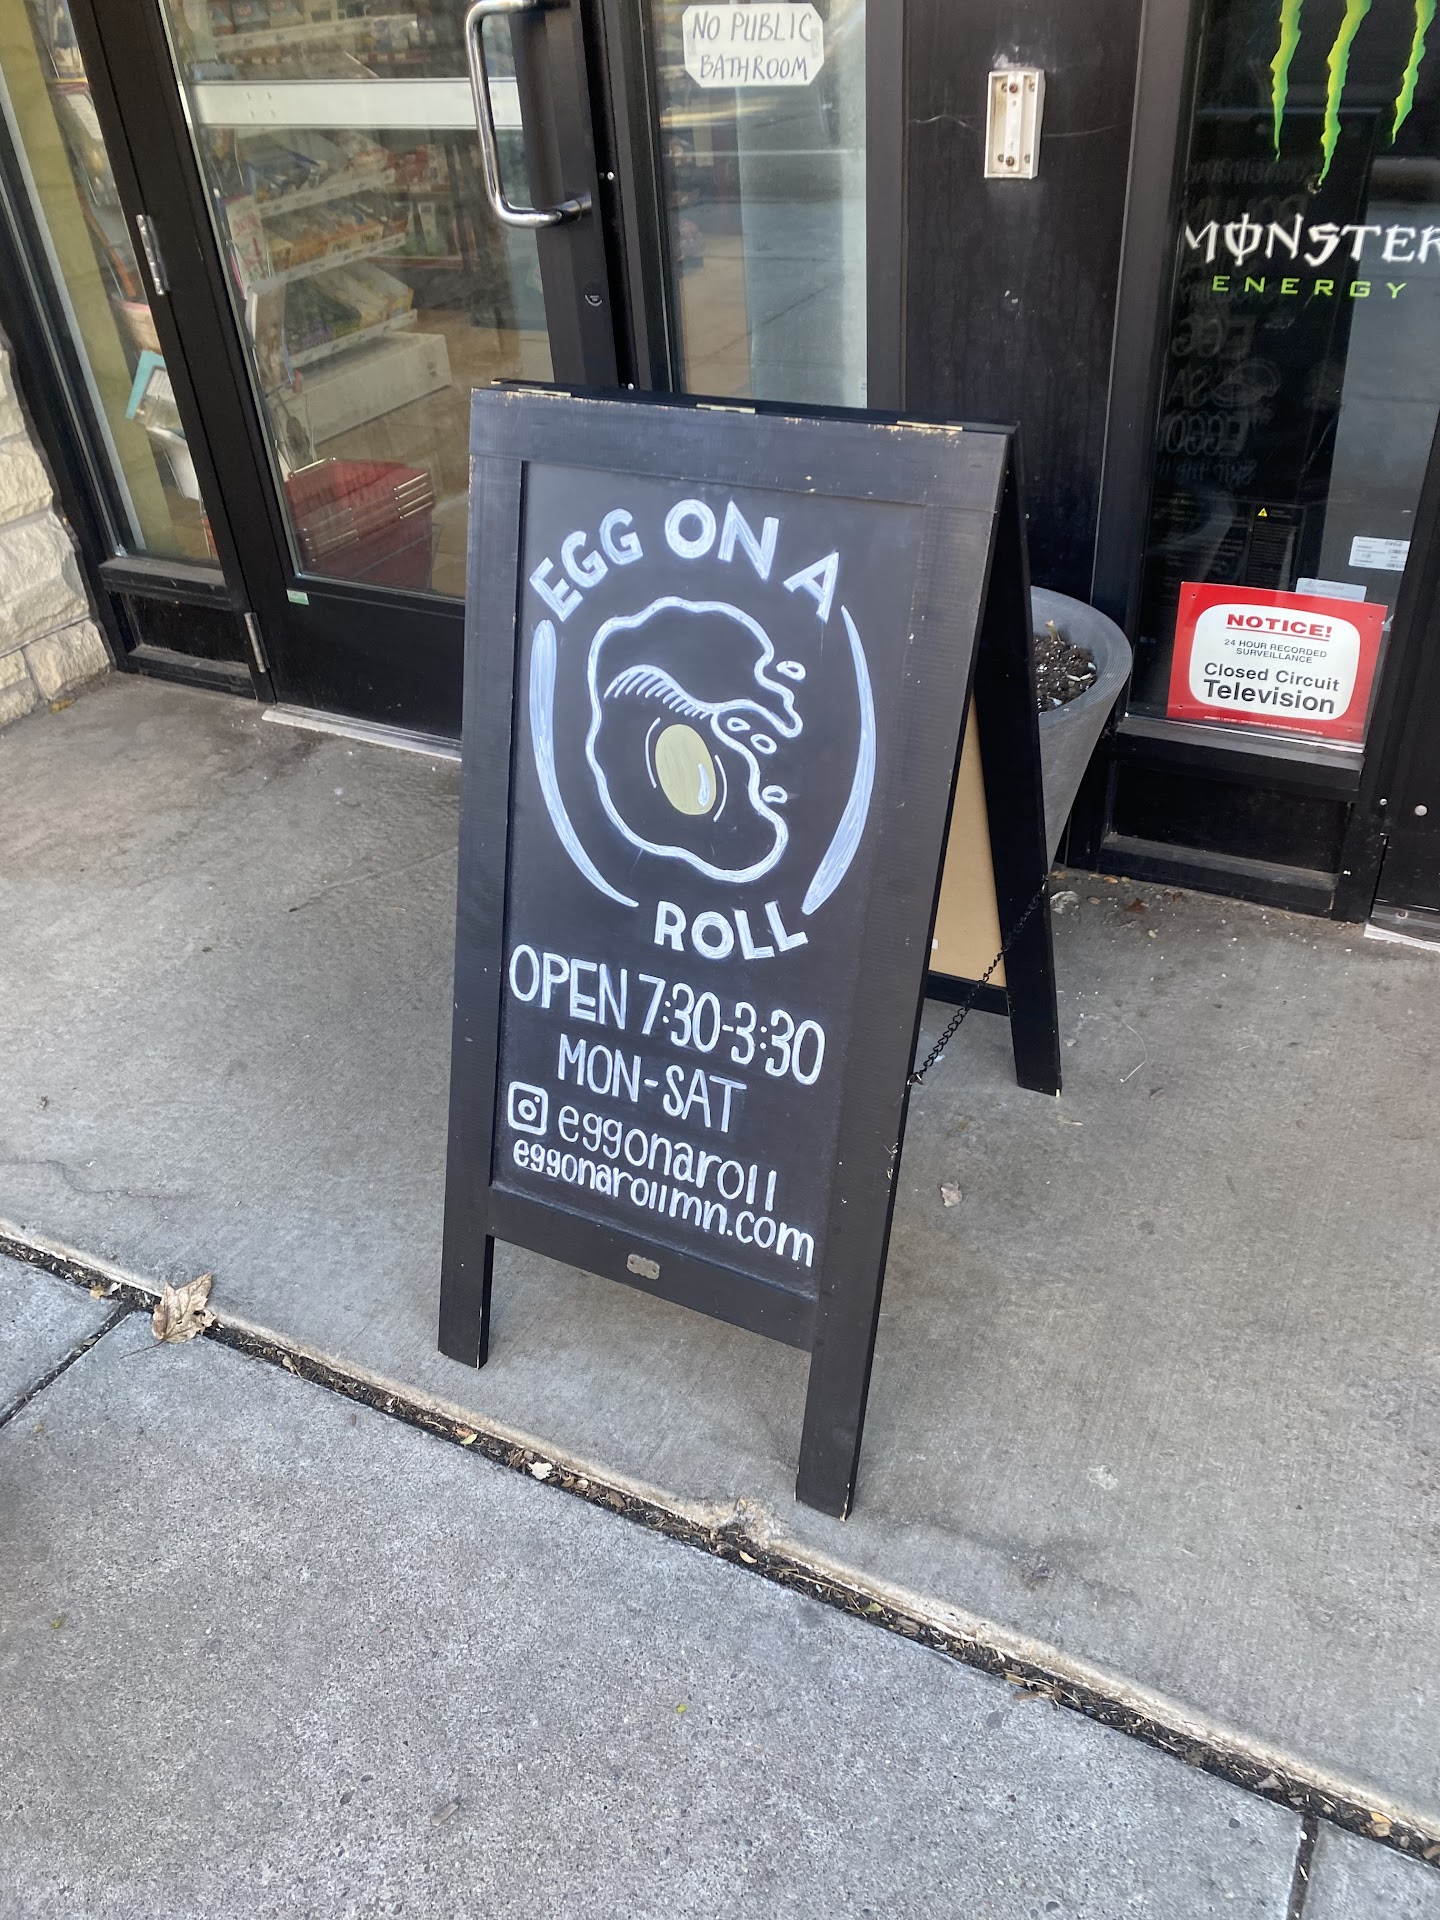 NO PUBLIC
BATHROOM
MONSTER
ENERGY
NOTICE!
24 HOUR RECORDED
SURVEILLANCE
Closed Circuit
Television
EGG ON A
ROLL
OPEN 7:30-3:30
MON-SAT
eggonaroll
eggonarollmn.com